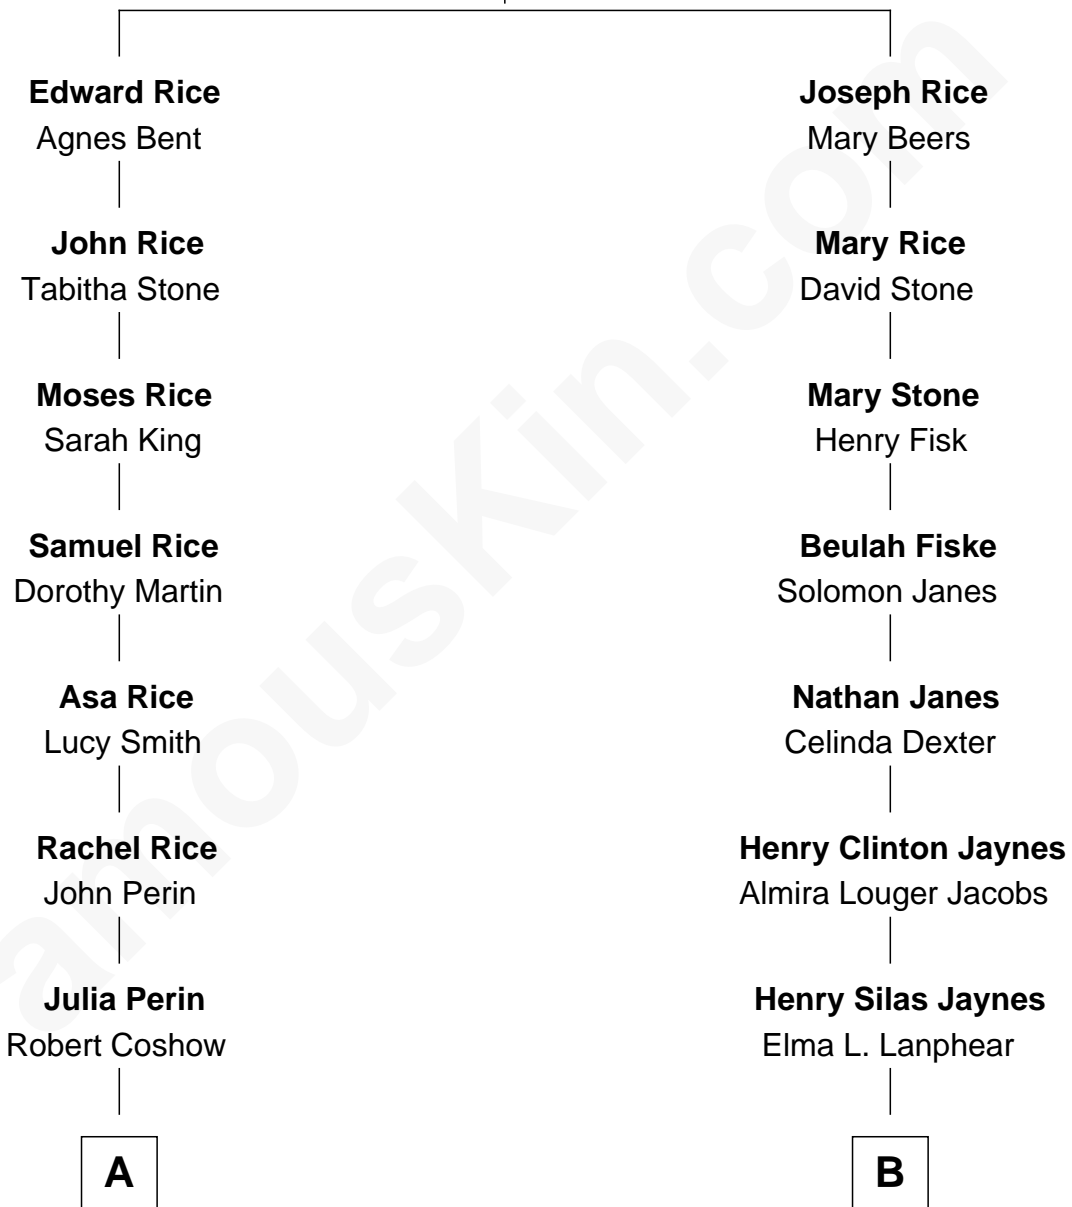 Edward Rice
Agnes Bent
John Rice
Tabitha Stone
Moses Rice
Sarah King
Samuel Rice
Dorothy Martin
Asa Rice
Lucy Smith
Rachel Rice
John Perin
Julia Perin
Robert Coshow
A
Joseph Rice
Mary Beers
Mary Rice
David Stone
Mary Stone
Henry Fisk
Beulah Fiske
Solomon Janes
Nathan Janes
Celinda Dexter
Henry Clinton Jaynes
Almira Louger Jacobs
Henry Silas Jaynes
Elma L. Lanphear
B
amousKin.com